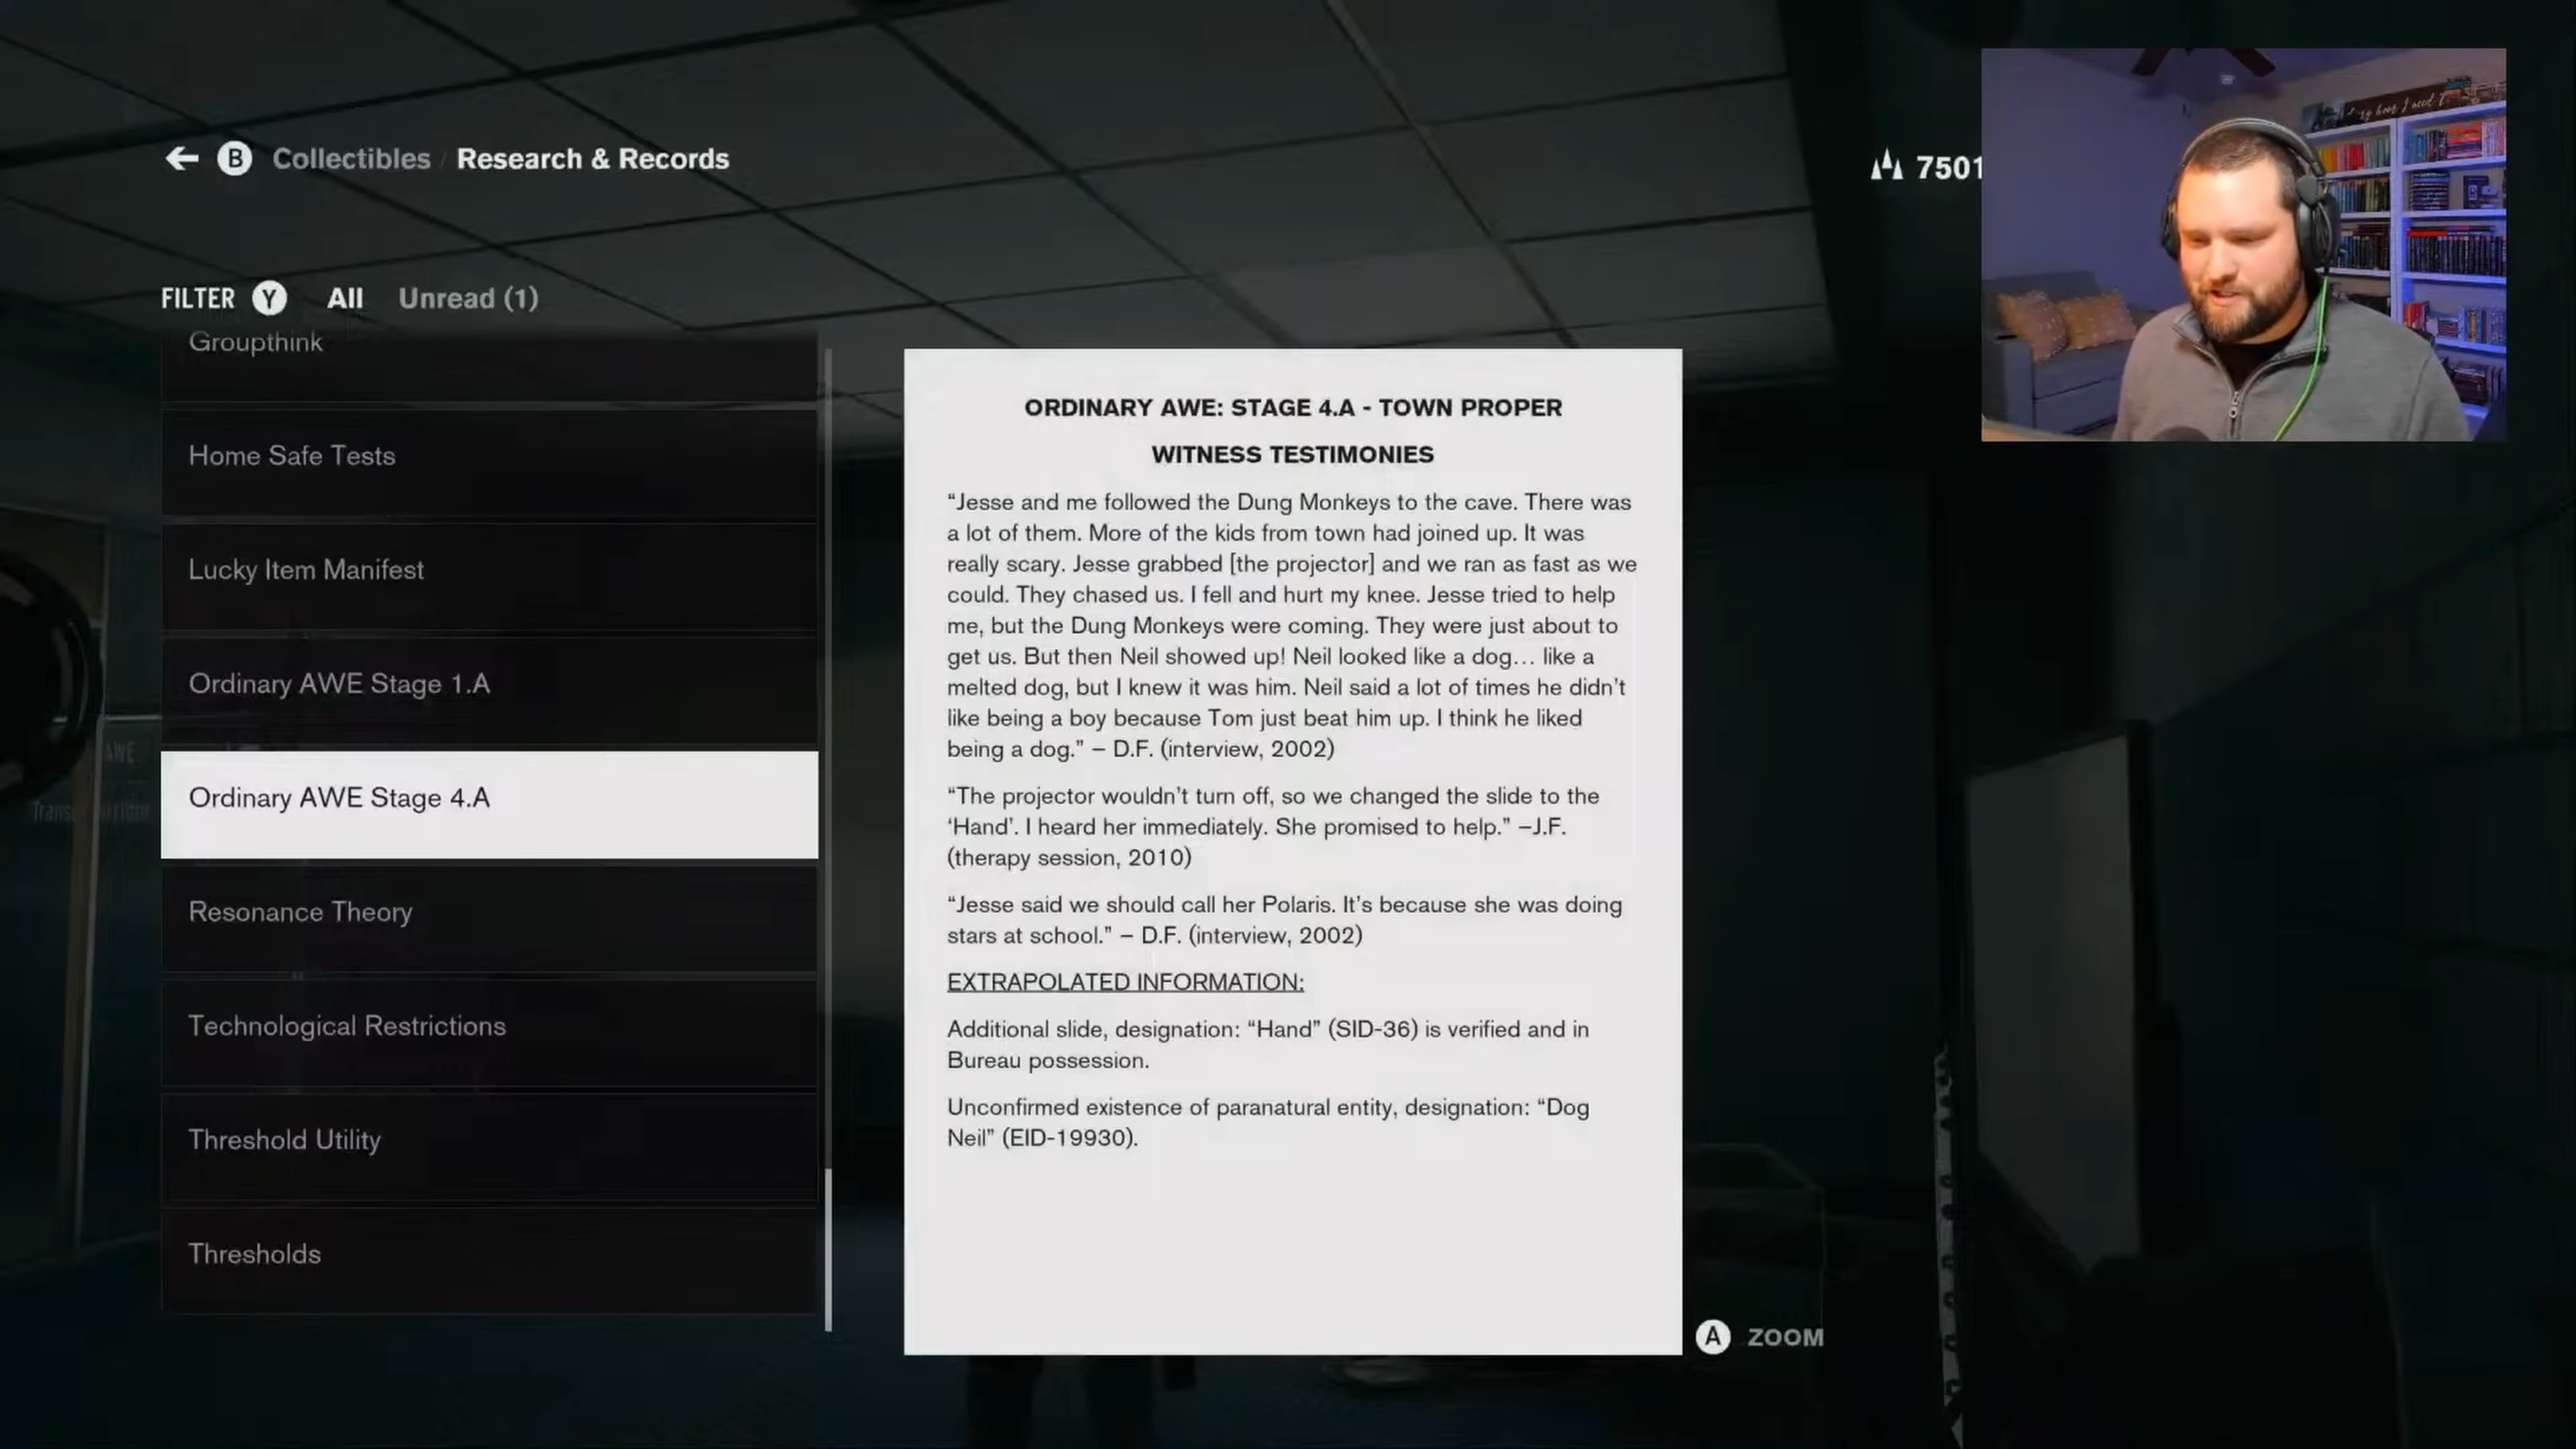 B Collectibles / Research & Records
7501
FILTER Y All Unread (1)
Groupthink
Home Safe Tests
Lucky Item Manifest
Ordinary AWE Stage 1.A
Ordinary AWE Stage 4.A
Resonance Theory
Technological Restrictions
Threshold Utility
Thresholds
ORDINARY AWE: STAGE 4.A - TOWN PROPER
WITNESS TESTIMONIES
“Jesse and me followed the Dung Monkeys to the cave. There was
a lot of them. More of the kids from town had joined up. It was
really scary. Jesse grabbed [the projector] and we ran as fast as we
could. They chased us. I fell and hurt my knee. Jesse tried to help
me, but the Dung Monkeys were coming. They were just about to
get us. But then Neil showed up! Neil looked like a dog... like a
melted dog, but I knew it was him. Neil said a lot of times he didn’t
like being a boy because Tom just beat him up. I think he liked
being a dog.” – D.F. (interview, 2002)
“The projector wouldn’t turn off, so we changed the slide to the
‘Hand’. I heard her immediately. She promised to help.” –J.F.
(therapy session, 2010)
“Jesse said we should call her Polaris. It’s because she was doing
stars at school.” – D.F. (interview, 2002)
EXTRAPOLATED INFORMATION:
Additional slide, designation: “Hand” (SID-36) is verified and in
Bureau possession.
Unconfirmed existence of paranatural entity, designation: “Dog
Neil” (EID-19930).
A ZOOM
AWE